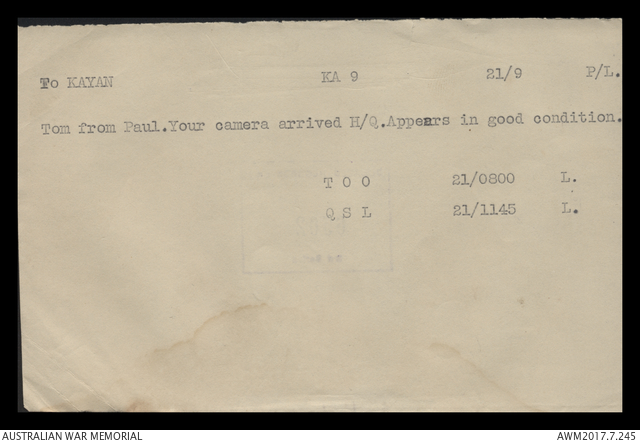 To KAYAN KA 9 21/9 P/L.
Tom from Paul.Your camera arrived H/Q.Appears in good condition.
T O O 21/0800 L.
Q S L 21/1145 L.
AUSTRALIAN WAR MEMORIAL AWM2017.7.245